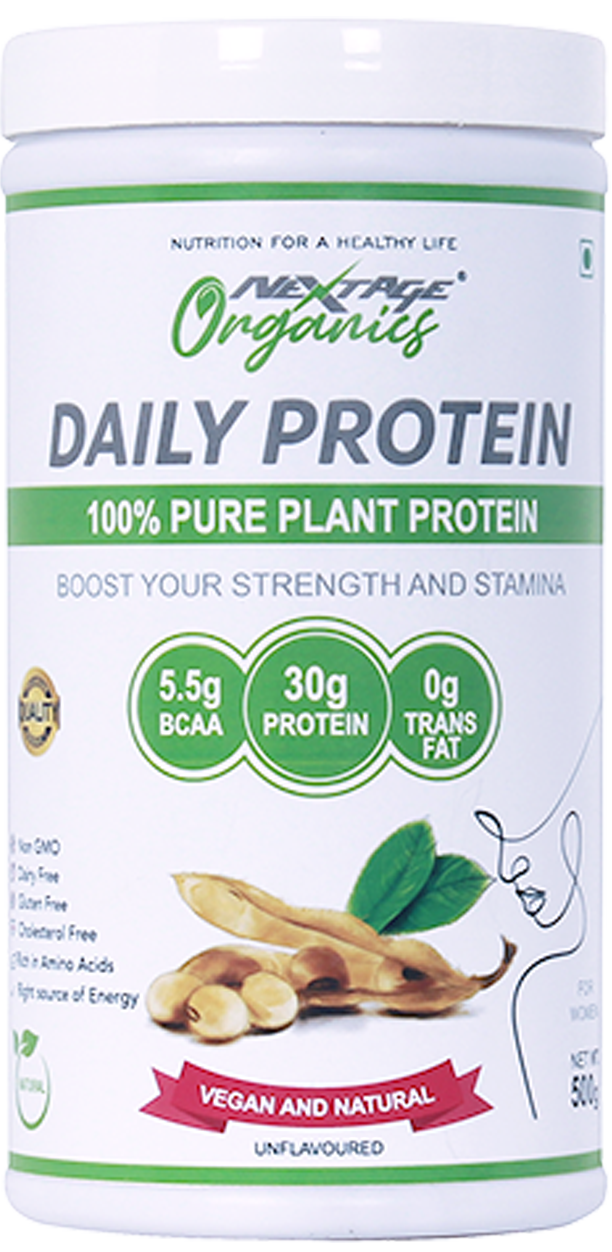 NUTRITION FOR A HEALTHY LIFE
NEXTAGE®
Organics
DAILY PROTEIN
100% PURE PLANT PROTEIN
BOOST YOUR STRENGTH AND STAMINA
5.5g
BCAA
30g
PROTEIN
0g
TRANS
FAT
QUALITY
Non GMO
Dairy Free
Gluten Free
Cholesterol Free
Rich in Amino Acids
Right source of Energy
NATURAL
FOR
WOMEN
NET WT
500g
VEGAN AND NATURAL
UNFLAVOURED